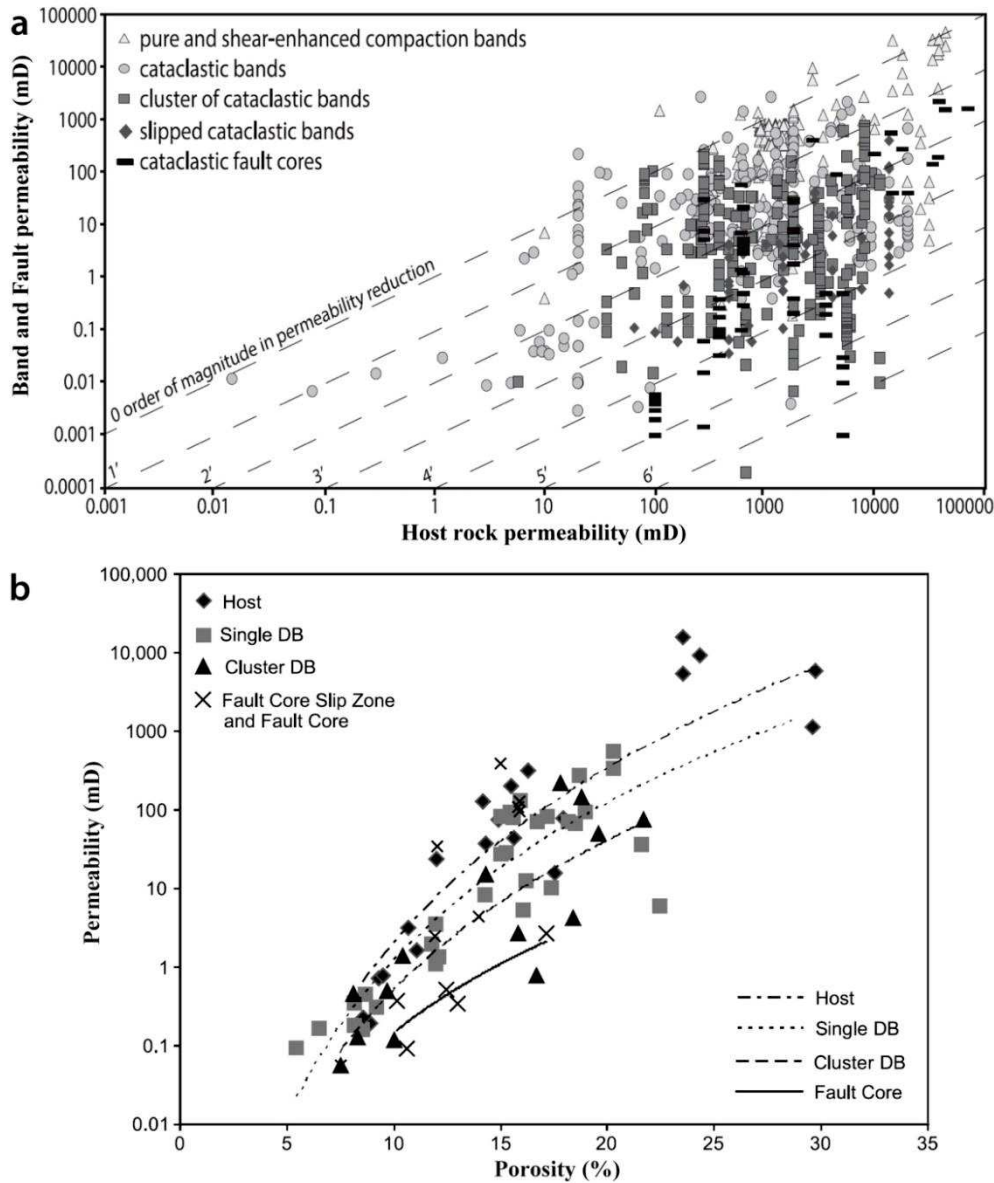 a
100000
10000
1000
100
10
1
0.1
0.01
0.001
0.0001
Band and Fault permeability (mD)
pure and shear-enhanced compaction bands
cataclastic bands
cluster of cataclastic bands
slipped cataclastic bands
cataclastic fault cores
0 order of magnitude in permeability reduction
1' 2' 3' 4' 5' 6'
0.001 0.01 0.1 1 10 100 1000 10000 100000
Host rock permeability (mD)
b
100,000
10,000
1000
100
10
1
0.1
0.01
Permeability (mD)
Host
Single DB
Cluster DB
Fault Core Slip Zone
and Fault Core
Host
Single DB
Cluster DB
Fault Core
0 5 10 15 20 25 30 35
Porosity (%)